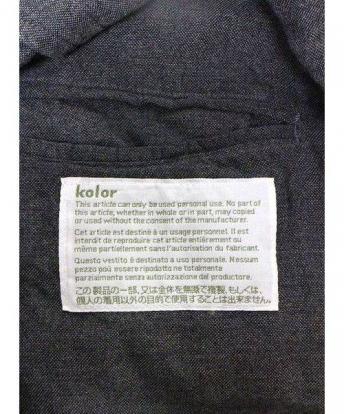 kolor
This article can only be used personal use. No part of
this article, whether in whole or in part, may copied
or used without the consent of the manufacturer.
Cet article est destiné à un usage personnel. Il est
interdit de reproduire cet article entiérement ou
même partiellement sans l'autorisation du fabricant.
Questo vestito è destinato a uso personale. Nessun
pezzo poù essere ripodotto ne totalmente
parzialmente senza autorizzazione dal productore.
この製品の一部、又は全体を無断で複製、もしくは、
個人の着用以外の目的で使用することは出来ません。